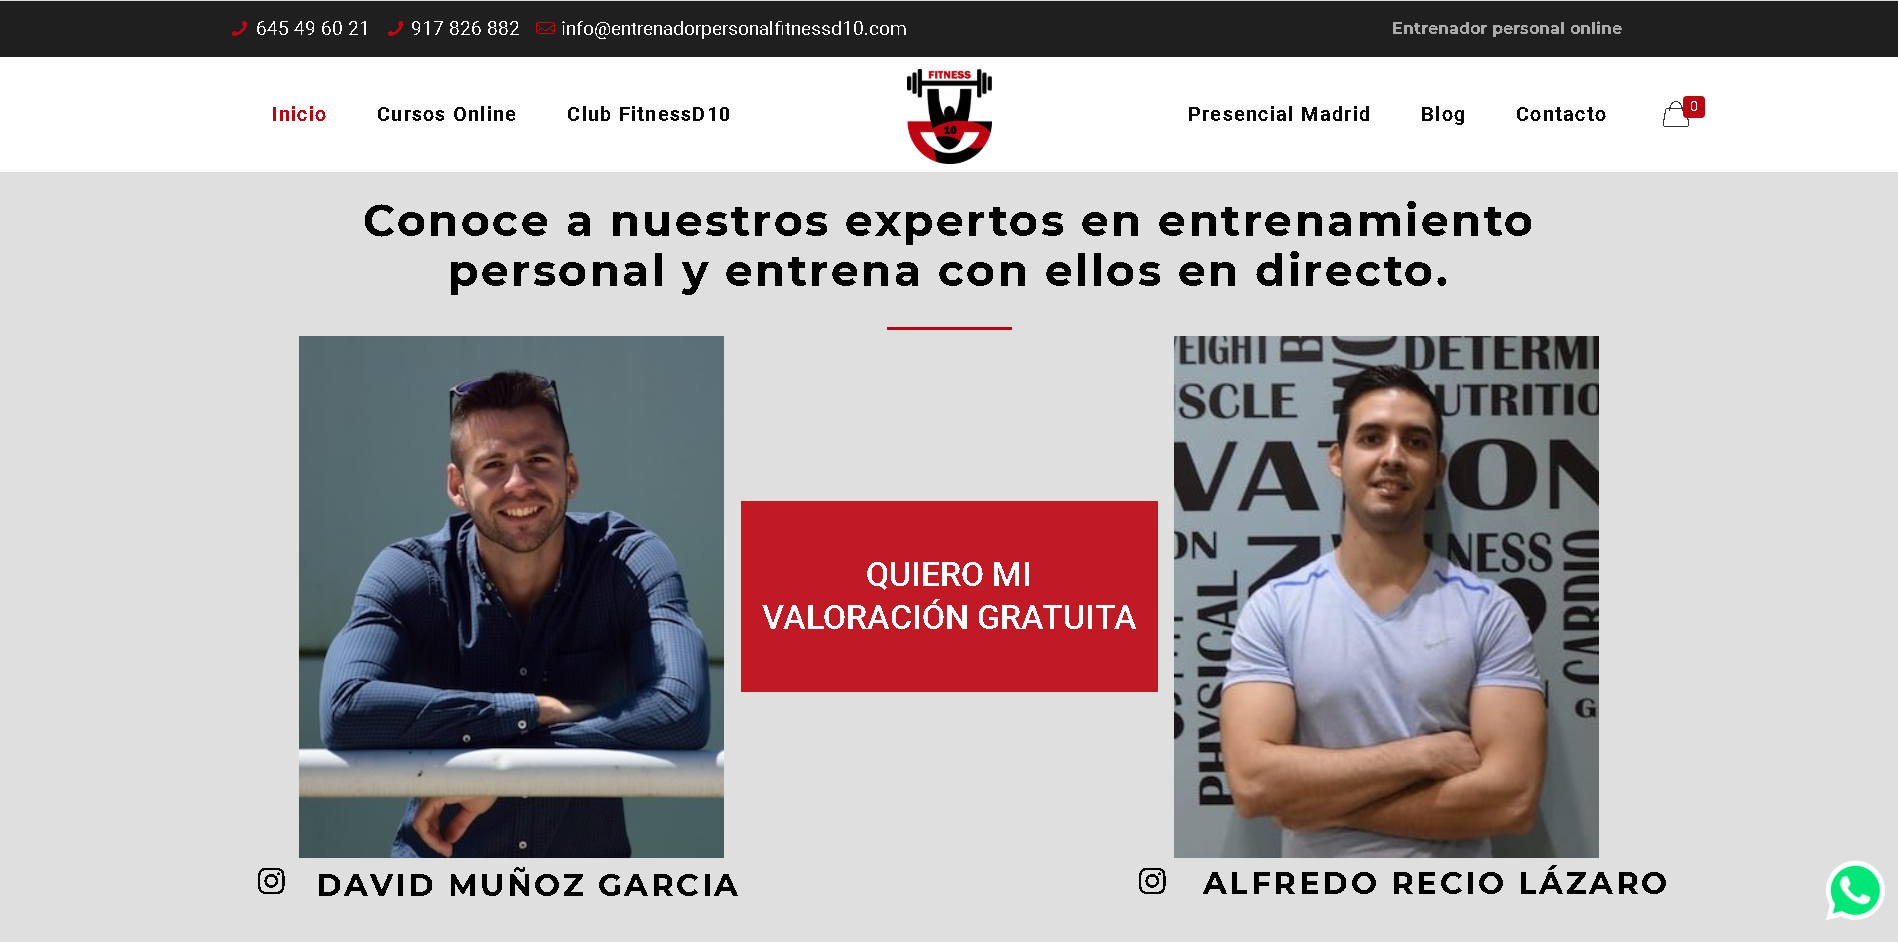 645 49 60 21 917 826 882 info@entrenadorpersonalfitnessd10.com Entrenador personal online
Inicio Cursos Online Club FitnessD10 FITNESS 10 Presencial Madrid Blog Contacto 0
Conoce a nuestros expertos en entrenamiento
personal y entrena con ellos en directo.
EIGHT DETERMI
SCLE UTRITIO
VA ON
ON NESS
PHYSICAL CARDIO
QUIERO MI
VALORACIÓN GRATUITA
DAVID MUÑOZ GARCIA ALFREDO RECIO LÁZARO